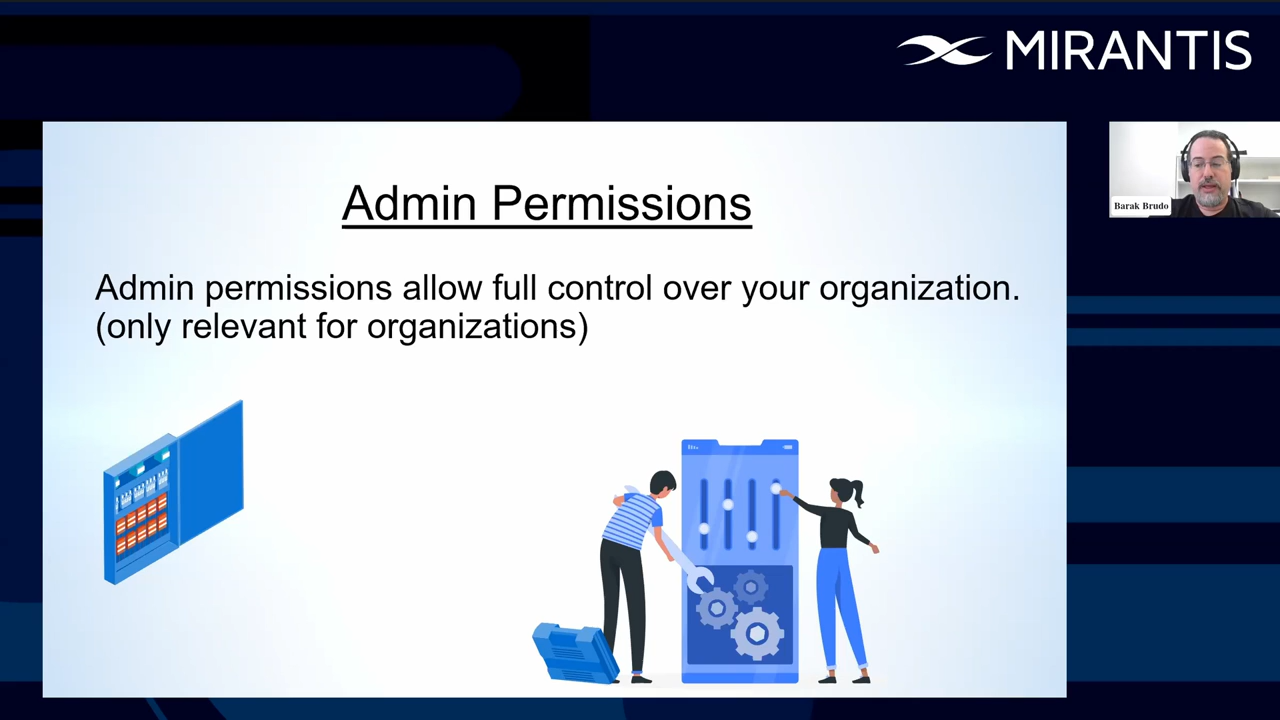 MIRANTIS
Admin Permissions
Admin permissions allow full control over your organization.
(only relevant for organizations)
Barak Brudo